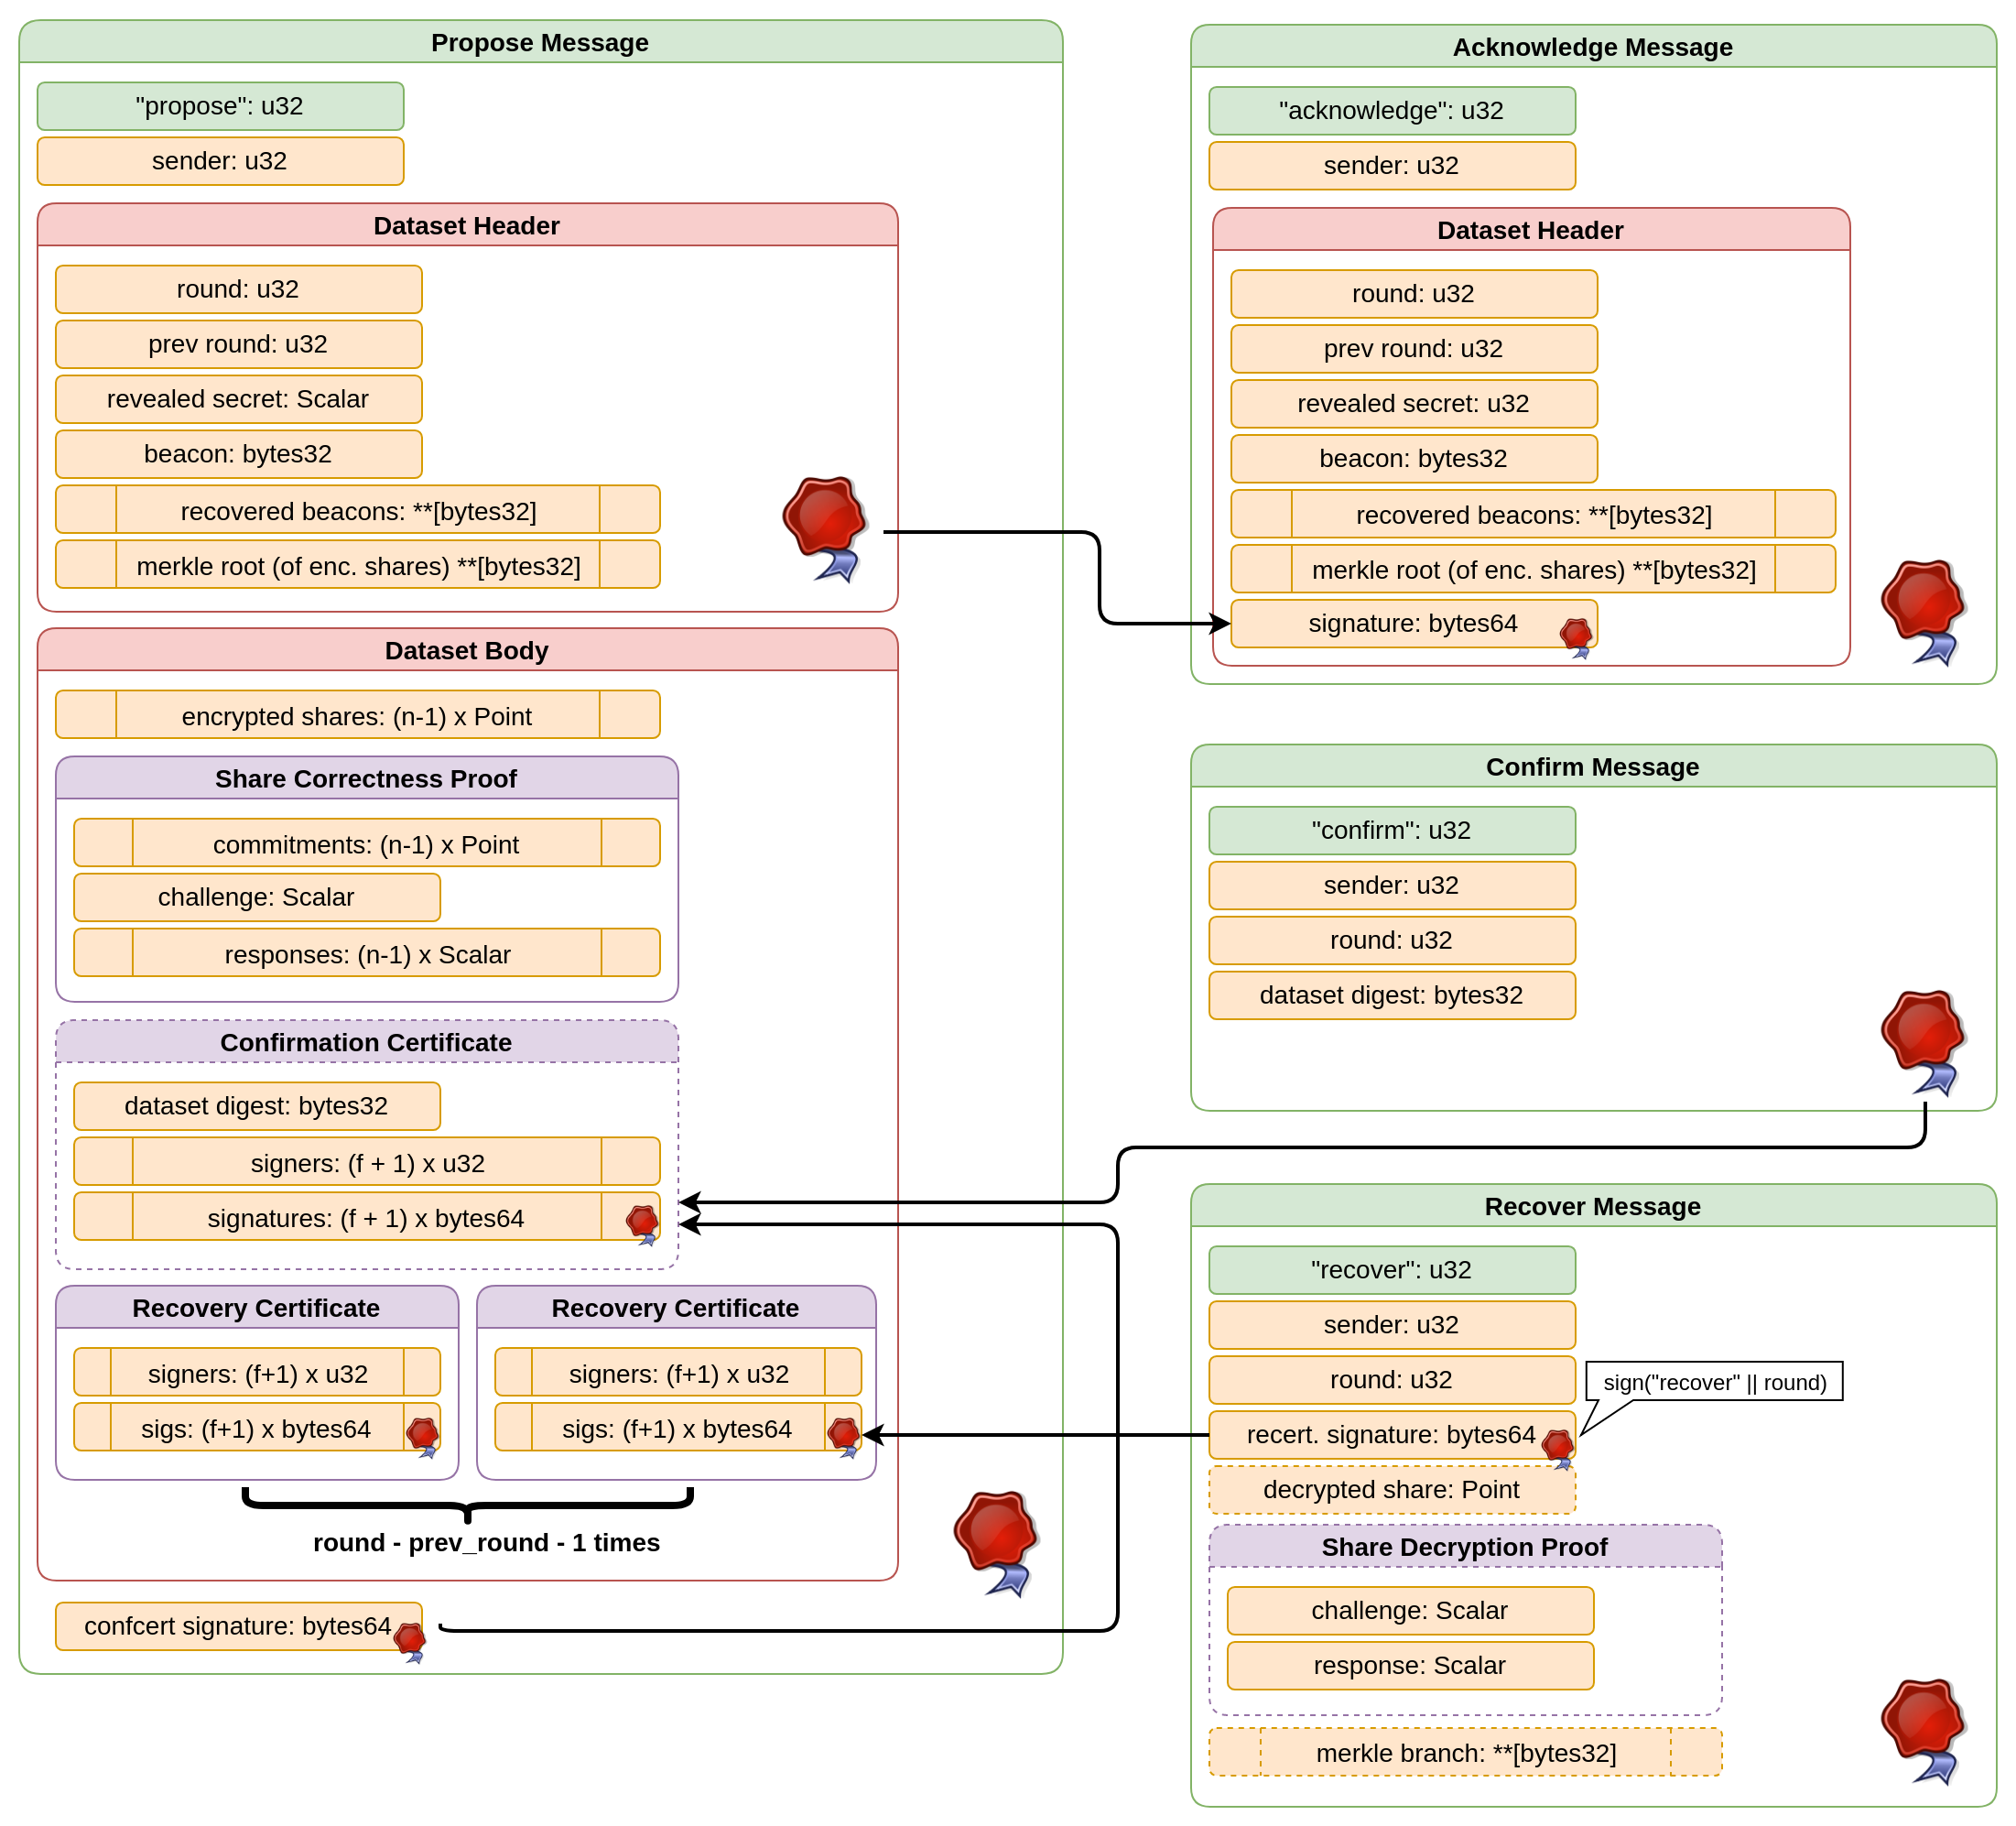 Propose Message
"propose": u32
sender: u32
Dataset Header
round: u32
prev round: u32
revealed secret: Scalar
beacon: bytes32
recovered beacons: **[bytes32]
merkle root (of enc. shares) **[bytes32]
Dataset Body
encrypted shares: (n-1) x Point
Share Correctness Proof
commitments: (n-1) x Point
challenge: Scalar
responses: (n-1) x Scalar
Confirmation Certificate
dataset digest: bytes32
signers: (f + 1) x u32
signatures: (f + 1) x bytes64
Recovery Certificate
signers: (f+1) x u32
sigs: (f+1) x bytes64
Recovery Certificate
signers: (f+1) x u32
sigs: (f+1) x bytes64
round - prev_round - 1 times
confcert signature: bytes64
Acknowledge Message
"acknowledge": u32
sender: u32
Dataset Header
round: u32
prev round: u32
revealed secret: u32
beacon: bytes32
recovered beacons: **[bytes32]
merkle root (of enc. shares) **[bytes32]
signature: bytes64
Confirm Message
"confirm": u32
sender: u32
round: u32
dataset digest: bytes32
Recover Message
"recover": u32
sender: u32
round: u32
sign("recover" || round)
recert. signature: bytes64
decrypted share: Point
Share Decryption Proof
challenge: Scalar
response: Scalar
merkle branch: **[bytes32]